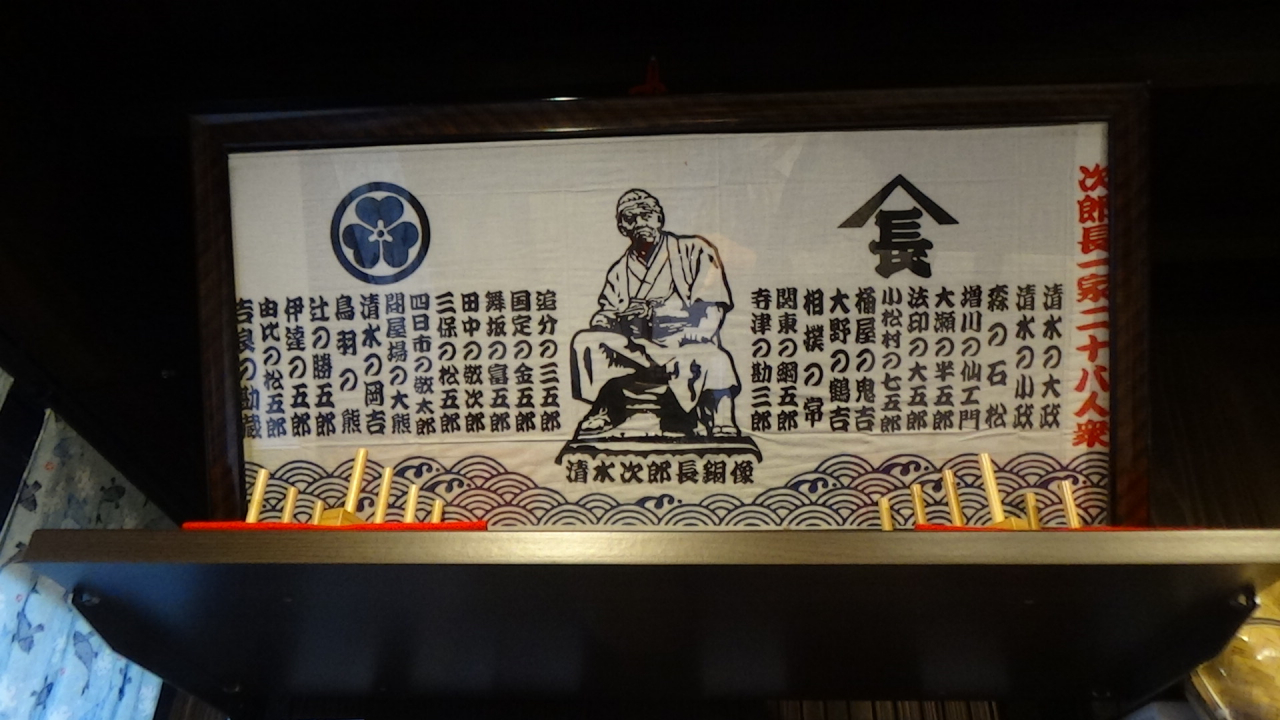 次郎長一家二十八人衆
長
清水の大政
清水の小政
森の石松
増川の仙工門
大瀬の半五郎
法印の大五郎
小松村の七五郎
桶屋の鬼吉
大野の鶴吉
相撲の常
関東の綱五郎
寺津の勘三郎
追分の三五郎
国定の金五郎
舞坂の富五郎
田中の敬次郎
三保の松五郎
四日市の敬太郎
問屋場の大熊
清水の岡吉
鳥羽の熊
辻の勝五郎
伊達の五郎
由比の松五郎
吉良の勘蔵
清水次郎長銅像